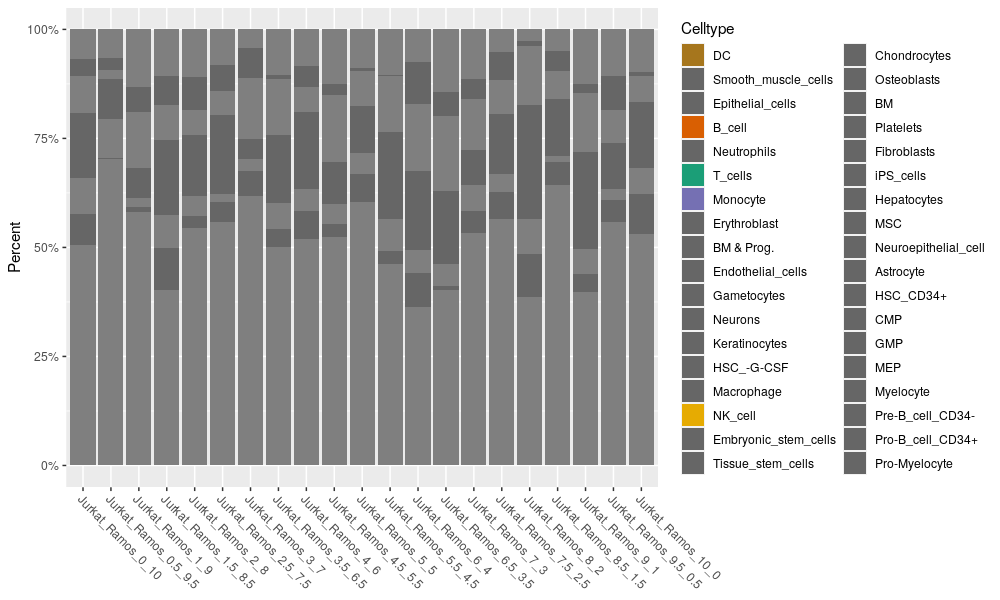 Percent
100%
75%
50%
25%
0%
Jurkat_Ramos_0_10
Jurkat_Ramos_0.5_9.5
Jurkat_Ramos_1_9
Jurkat_Ramos_1.5_8.5
Jurkat_Ramos_2_8
Jurkat_Ramos_2.5_7.5
Jurkat_Ramos_3_7
Jurkat_Ramos_3.5_6.5
Jurkat_Ramos_4_6
Jurkat_Ramos_4.5_5.5
Jurkat_Ramos_5_5
Jurkat_Ramos_5.5_4.5
Jurkat_Ramos_6_4
Jurkat_Ramos_6.5_3.5
Jurkat_Ramos_7_3
Jurkat_Ramos_7.5_2.5
Jurkat_Ramos_8_2
Jurkat_Ramos_8.5_1.5
Jurkat_Ramos_9_1
Jurkat_Ramos_9.5_0.5
Jurkat_Ramos_10_0
Celltype
DC
Smooth_muscle_cells
Epithelial_cells
B_cell
Neutrophils
T_cells
Monocyte
Erythroblast
BM & Prog.
Endothelial_cells
Gametocytes
Neurons
Keratinocytes
HSC_-G-CSF
Macrophage
NK_cell
Embryonic_stem_cells
Tissue_stem_cells
Chondrocytes
Osteoblasts
BM
Platelets
Fibroblasts
iPS_cells
Hepatocytes
MSC
Neuroepithelial_cell
Astrocyte
HSC_CD34+
CMP
GMP
MEP
Myelocyte
Pre-B_cell_CD34-
Pro-B_cell_CD34+
Pro-Myelocyte